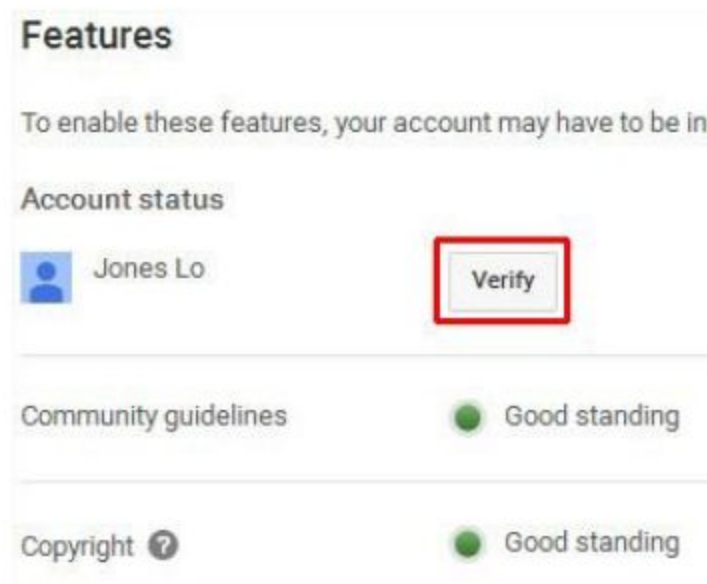 Features
To enable these features, your account may have to be in
Account status
Jones Lo
Verify
Community guidelines
Good standing
Copyright ?
Good standing